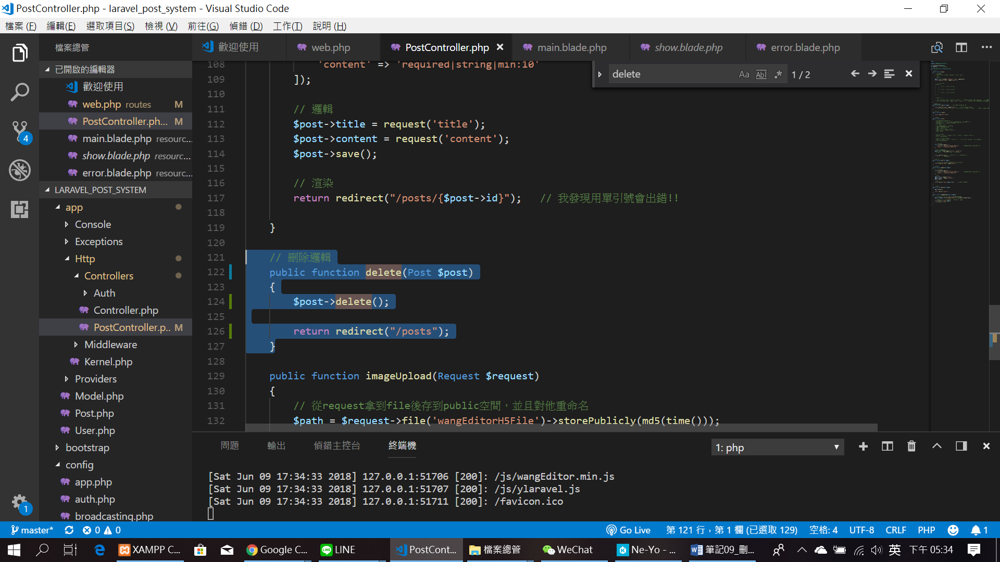 PostController.php - laravel_post_system - Visual Studio Code
檔案 (F) 編輯(E) 選取項目(S) 檢視 (V) 前往(G) 偵錯 (D) 工作(T) 說明 (H)
檔案總管
歡迎使用 web.php PostController.php main.blade.php show.blade.php error.blade.php
已開啟的編輯器
歡迎使用
web.php routes M
PostController.ph... M
main.blade.php resourc...
show.blade.php resourc...
error.blade.php resourc...
LARAVEL_POST_SYSTEM
app
Console
Exceptions
Http
Controllers
Auth
Controller.php
PostController.p.. M
Middleware
Kernel.php
Providers
Model.php
Post.php
User.php
bootstrap
config
app.php
auth.php
broadcasting.php
4
1
delete Aa Abl .* 1 / 2
108 'content' => 'required|string|min:10'
109 ]);
110
111 // 邏輯
112 $post->title = request('title');
113 $post->content = request('content');
114 $post->save();
115
116 // 渲染
117 return redirect("/posts/{$post->id}"); // 我發現用單引號會出錯!!
118
119 }
120
121 // 刪除邏輯
122 public function delete(Post $post)
123 {
124 $post->delete();
125
126 return redirect("/posts");
127 }
128
129 public function imageUpload(Request $request)
130 {
131 // 從request拿到file後存到public空間，並且對他重命名
132 $path = $request->file('wangEditorH5File')->storePublicly(md5(time()));
問題 輸出 偵錯主控台 終端機 1: php
[Sat Jun 09 17:34:33 2018] 127.0.0.1:51706 [200]: /js/wangEditor.min.js
[Sat Jun 09 17:34:33 2018] 127.0.0.1:51707 [200]: /js/ylaravel.js
[Sat Jun 09 17:34:33 2018] 127.0.0.1:51711 [200]: /favicon.ico
master* 0 0 Go Live 第 121 行，第 1 欄 (已選取 129) 空格: 4 UTF-8 CRLF PHP 1
XAMPP C... Google C... LINE PostCont... 檔案總管 WeChat Ne-Yo - ... 筆記09_刪... 英 下午 05:34